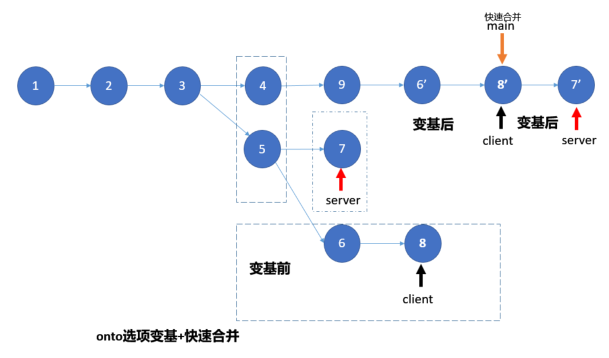 快速合并
main
1
2
3
4
9
6′
8′
7′
变基后
client
变基后
server
5
7
server
变基前
6
8
client
onto选项变基+快速合并